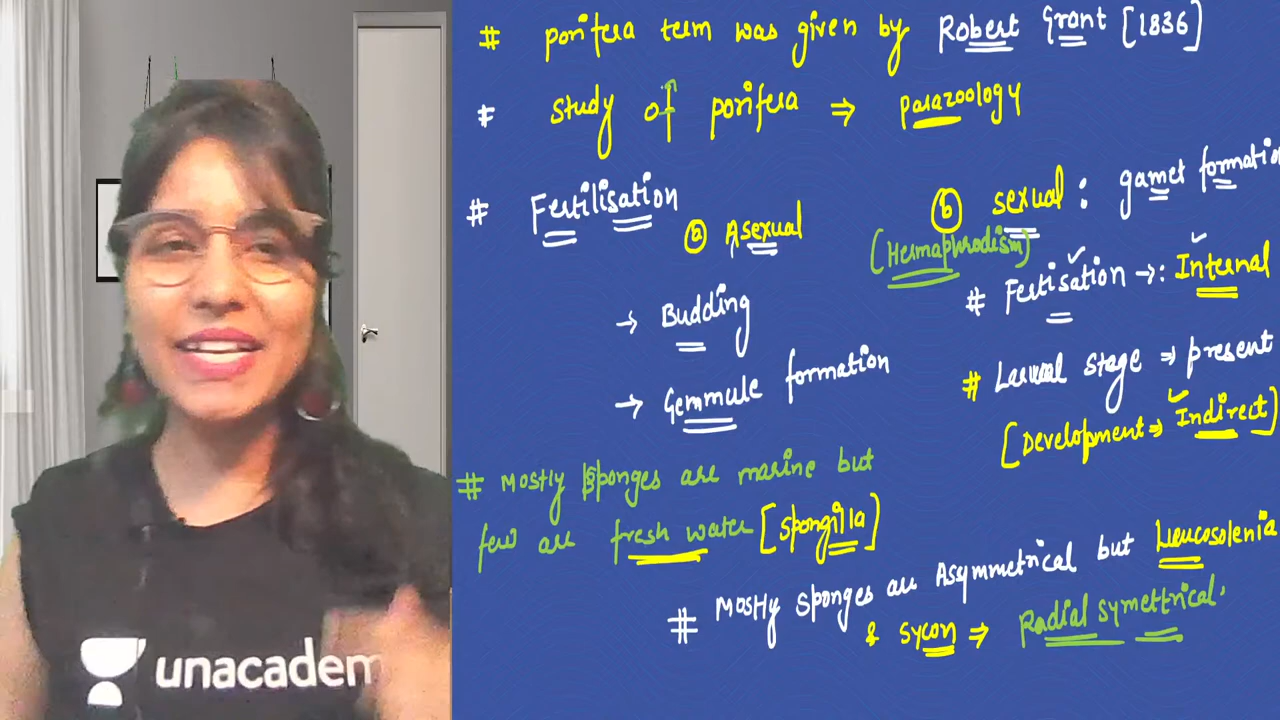 # porifera term was given by Robert Grant [1836]
# study of porifera ⇒ parazoology
# Fertilisation
ⓐ Asexual
→ Budding
→ Gemmule formation
ⓑ sexual : gamet formation
(Hermaphrodism)
# Fertisation → : Internal
# Larval stage ⇒ present
[Development ⇒ Indirect]
# Mostly sponges are marine but
few are fresh water [spongilla]
# Mostly sponges are Asymmetrical but Leucosolenia
& sycon ⇒ Radial symettrical.
unacadem